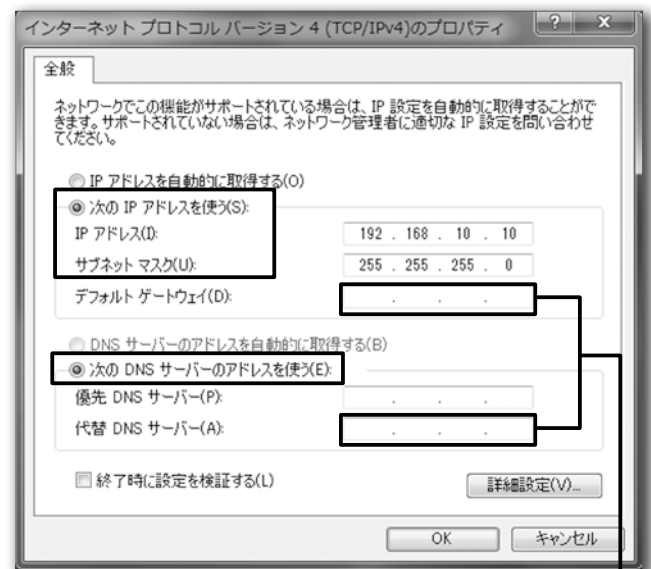 インターネット プロトコル バージョン 4 (TCP/IPv4)のプロパティ
? X
全般
ネットワークでこの機能がサポートされている場合は、IP 設定を自動的に取得することがで
きます。サポートされていない場合は、ネットワーク管理者に適切な IP 設定を問い合わせ
てください。
IP アドレスを自動的に取得する(O)
次の IP アドレスを使う(S):
IP アドレス(I): 192 . 168 . 10 . 10
サブネット マスク(U): 255 . 255 . 255 . 0
デフォルト ゲートウェイ(D): . . .
DNS サーバーのアドレスを自動的に取得する(B)
次の DNS サーバーのアドレスを使う(E):
優先 DNS サーバー(P): . . .
代替 DNS サーバー(A): . . .
終了時に設定を検証する(L)
詳細設定(V)...
OK キャンセル